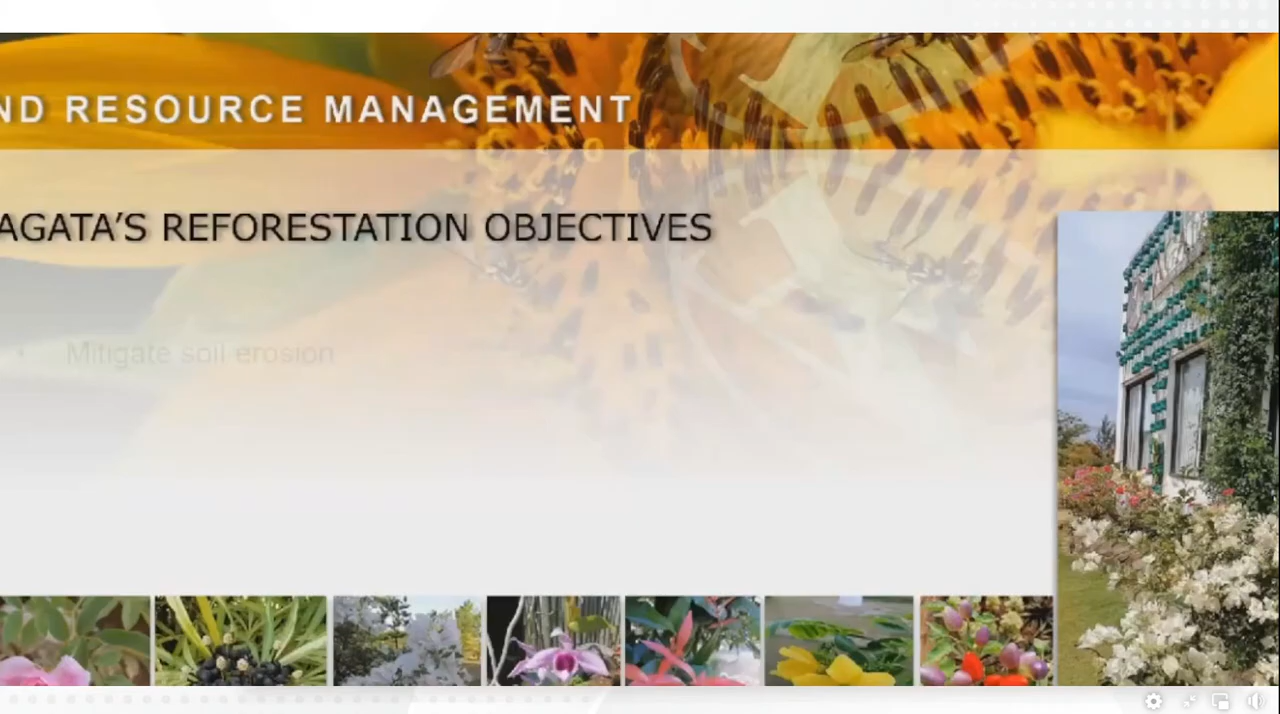 ND RESOURCE MANAGEMENT
AGATA'S REFORESTATION OBJECTIVES
• Mitigate soil erosion